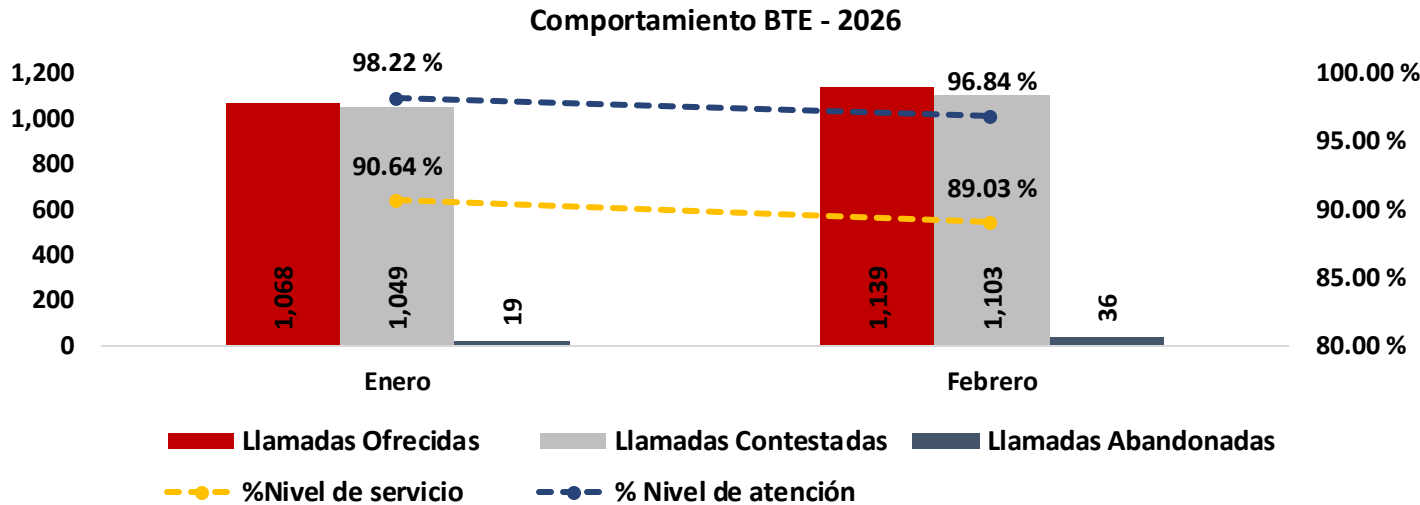 Comportamiento BTE - 2026
98.22 %
96.84 %
90.64 %
89.03 %
1,200
1,000
800
600
400
200
0
100.00 %
95.00 %
90.00 %
85.00 %
80.00 %
1,068
1,049
19
1,139
1,103
36
Enero
Febrero
Llamadas Ofrecidas
Llamadas Contestadas
Llamadas Abandonadas
%Nivel de servicio
% Nivel de atención